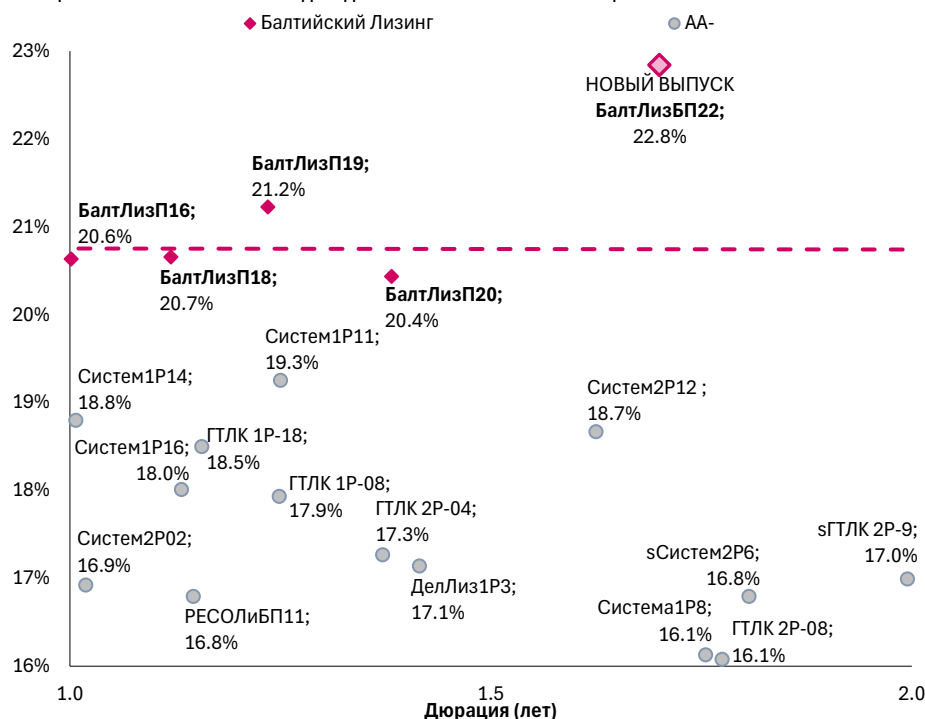 Балтийский Лизинг
AA-
23%
22%
21%
20%
19%
18%
17%
16%
НОВЫЙ ВЫПУСК
БалтЛизБП22;
22.8%
БалтЛизП19;
21.2%
БалтЛизП16;
20.6%
БалтЛизП18;
20.7%
БалтЛизП20;
20.4%
Систем1Р11;
19.3%
Систем1Р14;
18.8%
Систем2Р12 ;
18.7%
ГТЛК 1Р-18;
18.5%
Систем1Р16;
18.0%
ГТЛК 1Р-08;
17.9%
ГТЛК 2Р-04;
17.3%
Систем2Р02;
16.9%
ДелЛиз1Р3;
17.1%
sГТЛК 2Р-9;
17.0%
sСистем2Р6;
16.8%
РЕСОЛиБП11;
16.8%
Система1Р8;
16.1%
ГТЛК 2Р-08;
16.1%
1.0
1.5
2.0
Дюрация (лет)